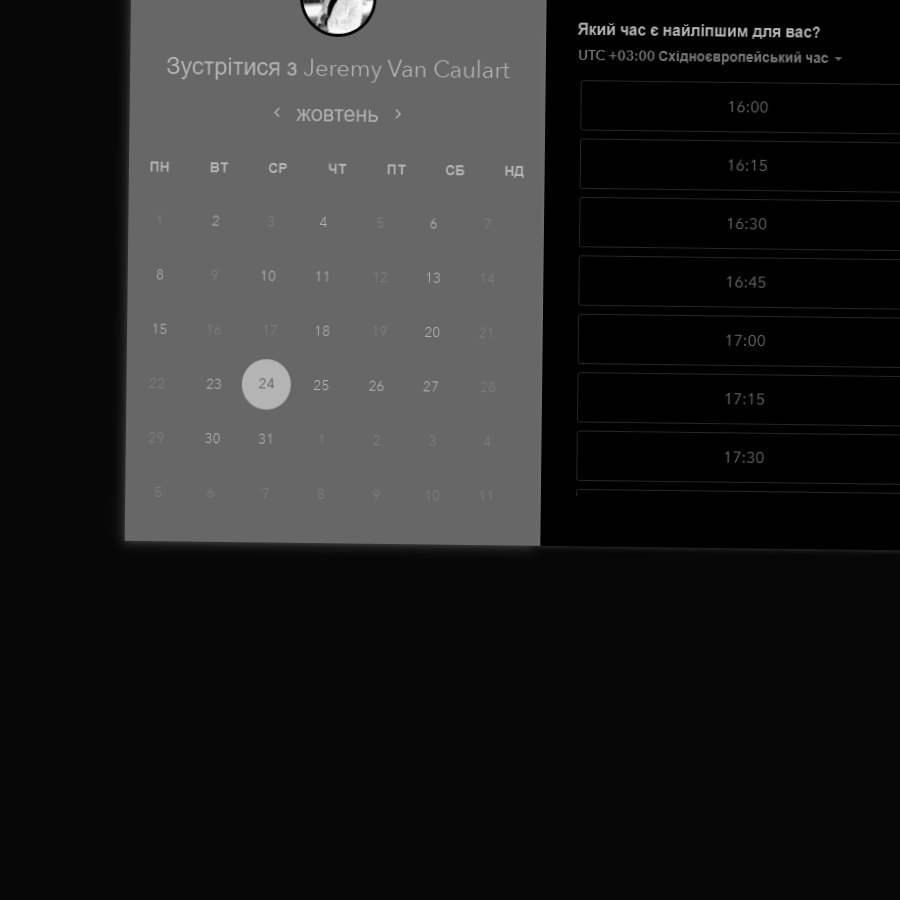 Зустрітися з Jeremy Van Caulart
жовтень
ПН ВТ СР ЧТ ПТ СБ НД
1 2 3 4 5 6 7
8 9 10 11 12 13 14
15 16 17 18 19 20 21
22 23 24 25 26 27 28
29 30 31 1 2 3 4
5 6 7 8 9 10 11
Який час є найліпшим для вас?
UTC +03:00 Східноєвропейський час
16:00
16:15
16:30
16:45
17:00
17:15
17:30